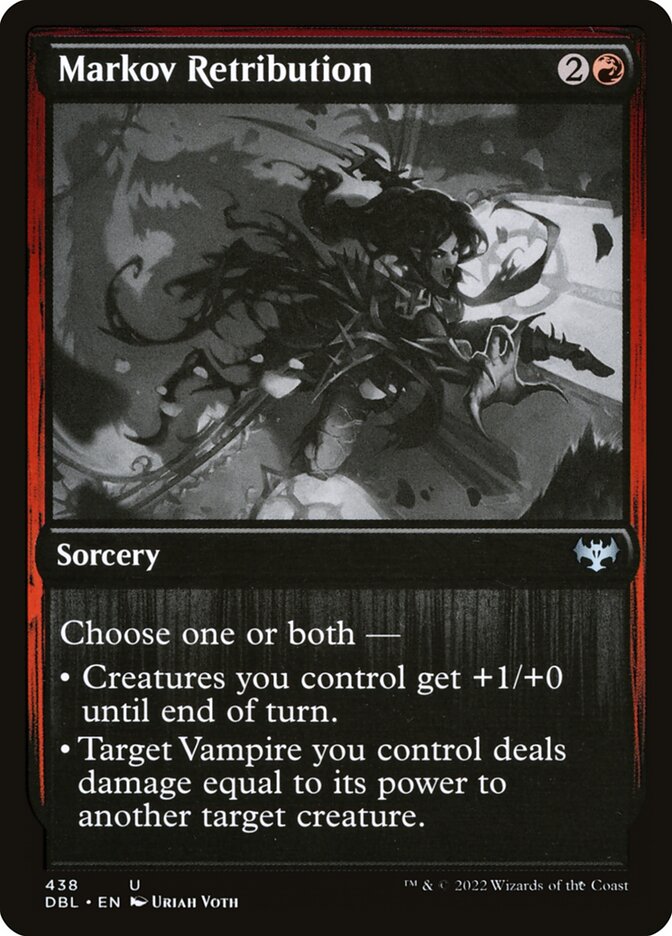 Markov Retribution 2
Sorcery
Choose one or both —
• Creatures you control get +1/+0
until end of turn.
• Target Vampire you control deals
damage equal to its power to
another target creature.
438 U
DBL • EN Uriah Voth
™ & © 2022 Wizards of the Coast